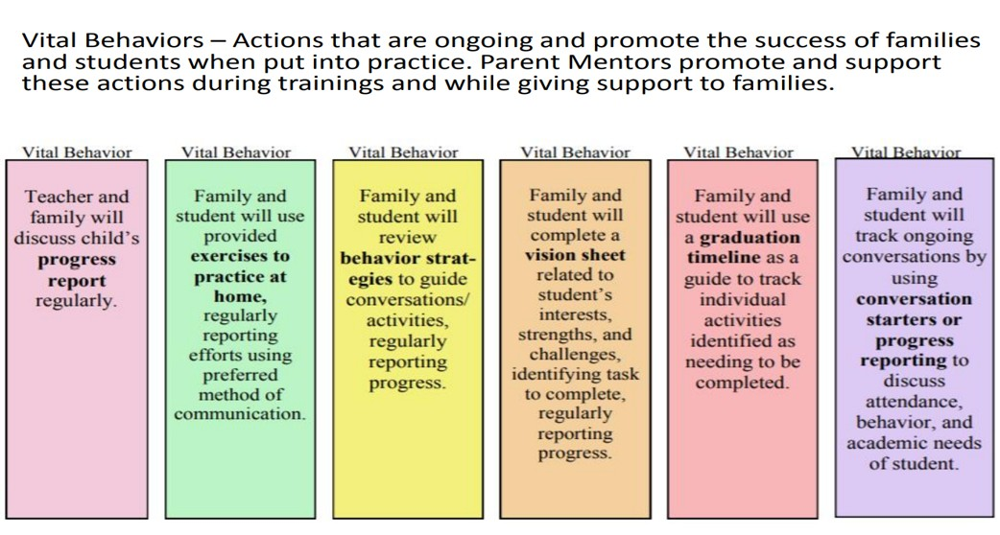 Vital Behaviors – Actions that are ongoing and promote the success of families
and students when put into practice. Parent Mentors promote and support
these actions during trainings and while giving support to families.
Vital Behavior
Teacher and
family will
discuss child’s
progress
report
regularly.
Vital Behavior
Family and
student will use
provided
exercises to
practice at
home,
regularly
reporting
efforts using
preferred
method of
communication.
Vital Behavior
Family and
student will
review
behavior strat-
egies to guide
conversations/
activities,
regularly
reporting
progress.
Vital Behavior
Family and
student will
complete a
vision sheet
related to
student’s
interests,
strengths, and
challenges,
identifying task
to complete,
regularly
reporting
progress.
Vital Behavior
Family and
student will use
a graduation
timeline as a
guide to track
individual
activities
identified as
needing to be
completed.
Vital Behavior
Family and
student will
track ongoing
conversations by
using
conversation
starters or
progress
reporting to
discuss
attendance,
behavior, and
academic needs
of student.